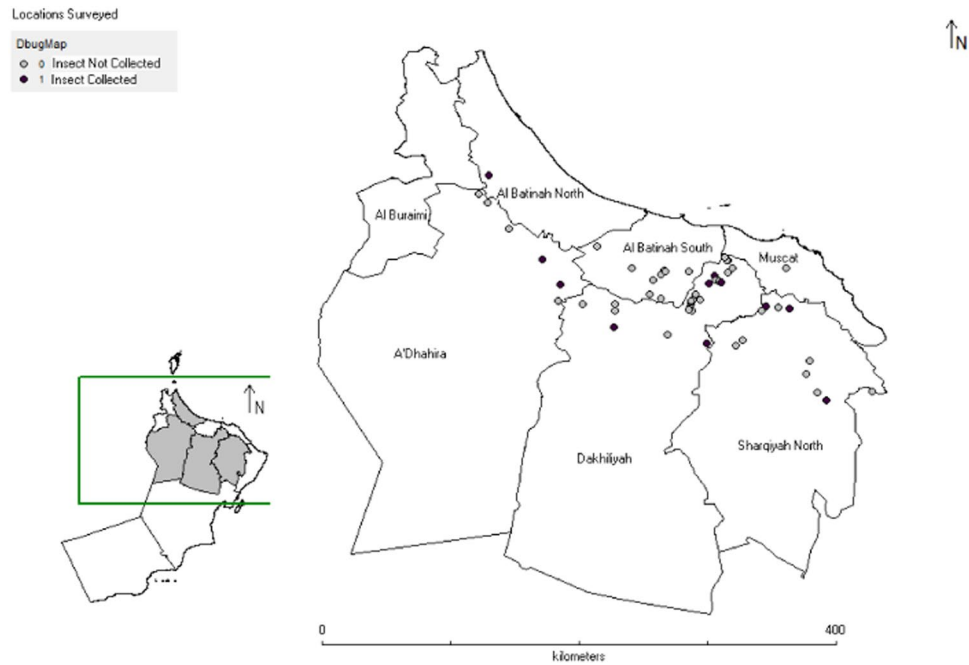 Locations Surveyed
DbugMap
0 Insect Not Collected
1 Insect Collected
N
Al Batinah North
Al Buraimi
Al Batinah South
Muscat
A'Dhahira
N
Dakhiliyah
Sharqiyah North
0 400
kilometers